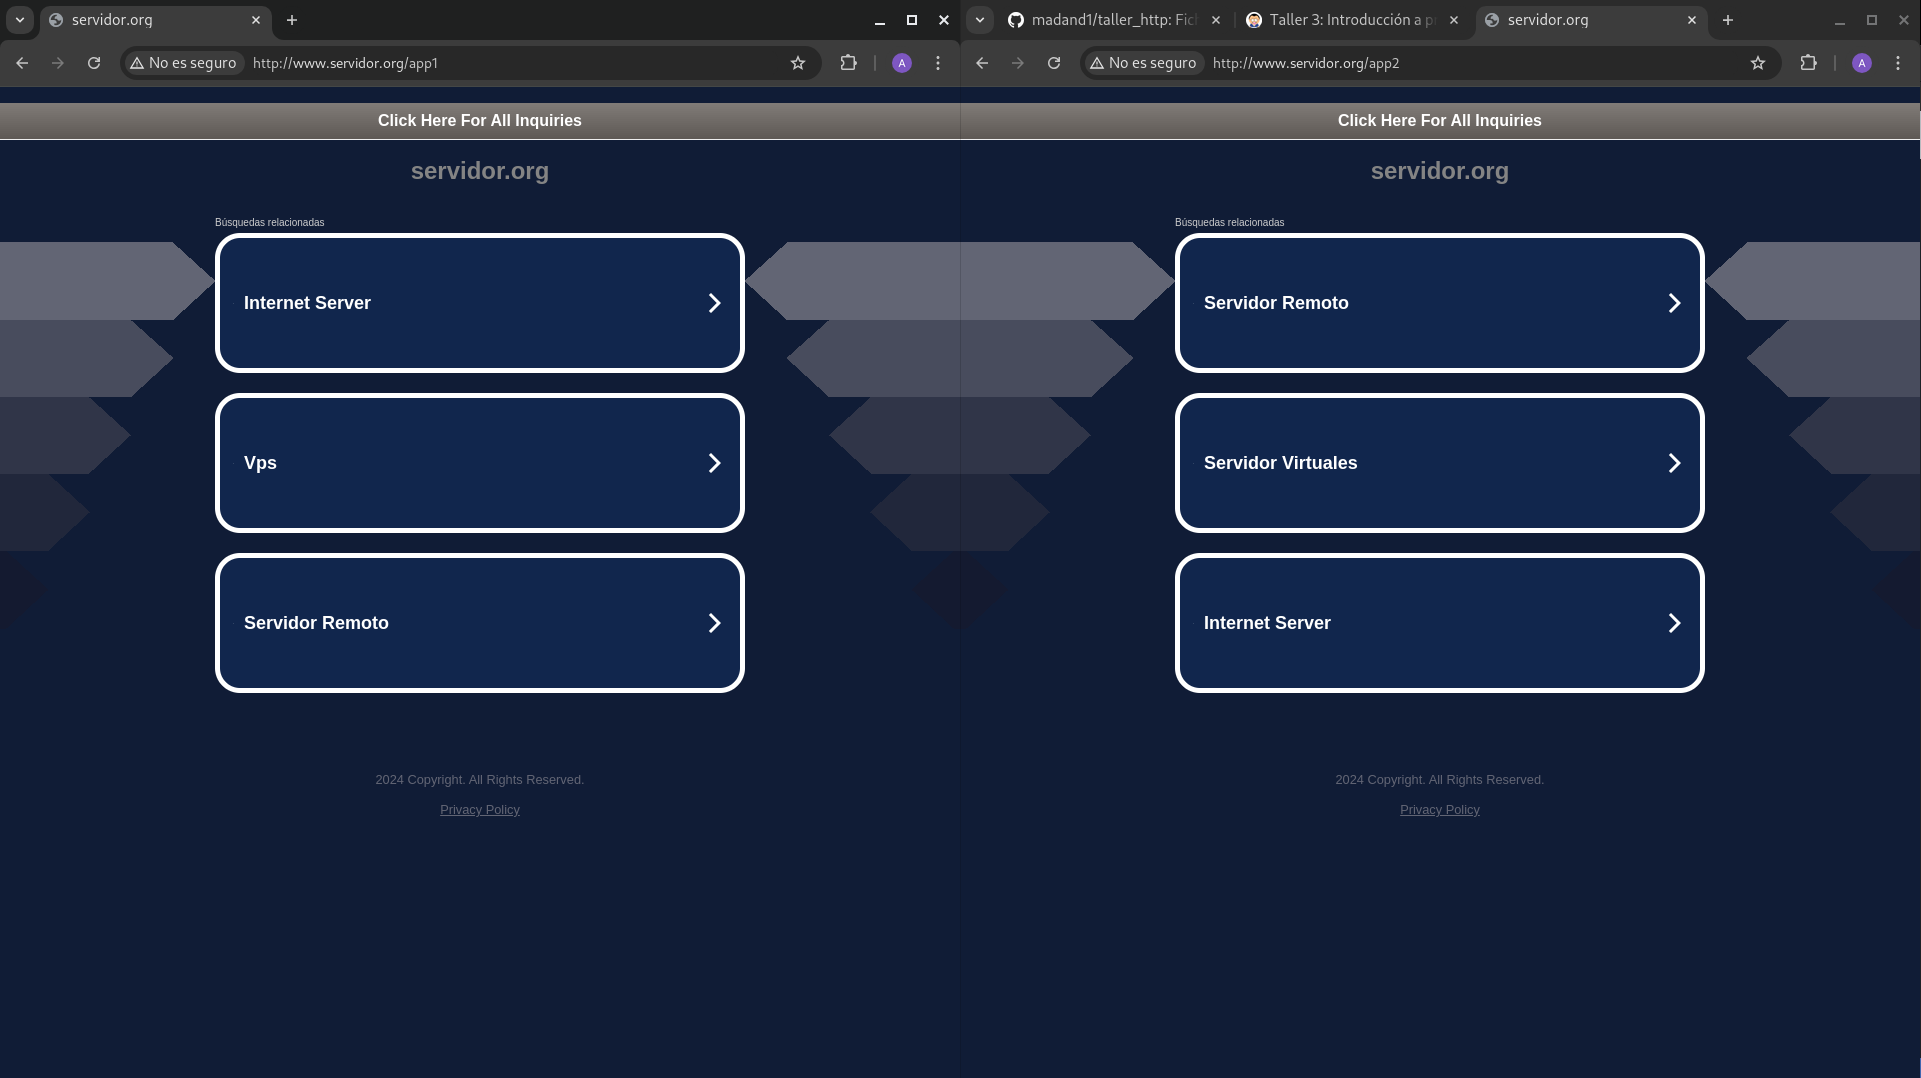 servidor.org
No es seguro
http://www.servidor.org/app1
A
Click Here For All Inquiries
servidor.org
Búsquedas relacionadas
Internet Server
Vps
Servidor Remoto
2024 Copyright. All Rights Reserved.
Privacy Policy
madand1/taller_http: Fich
Taller 3: Introducción a p
servidor.org
No es seguro
http://www.servidor.org/app2
A
Click Here For All Inquiries
servidor.org
Búsquedas relacionadas
Servidor Remoto
Servidor Virtuales
Internet Server
2024 Copyright. All Rights Reserved.
Privacy Policy